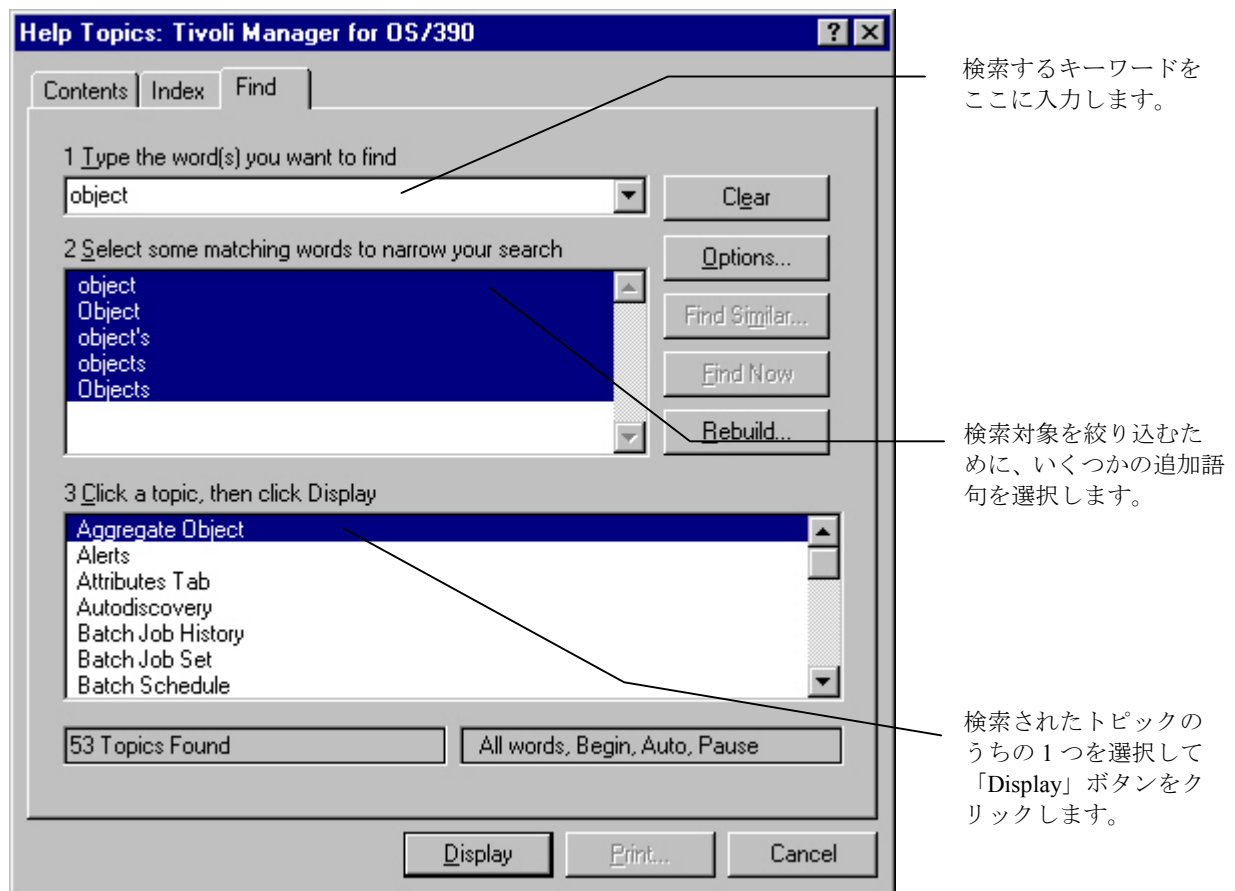 Help Topics: Tivoli Manager for OS/390
Contents
Index
Find
検索するキーワードを
ここに入力します。
1 Type the word(s) you want to find
object
Clear
2 Select some matching words to narrow your search
Options...
object
Object
object's
objects
Objects
Find Similar...
Find Now
Rebuild...
検索対象を絞り込むた
めに、いくつかの追加語
句を選択します。
3 Click a topic, then click Display
Aggregate Object
Alerts
Attributes Tab
Autodiscovery
Batch Job History
Batch Job Set
Batch Schedule
検索されたトピックの
うちの 1 つを選択して
「Display」ボタンをク
リックします。
53 Topics Found
All words, Begin, Auto, Pause
Display
Print...
Cancel